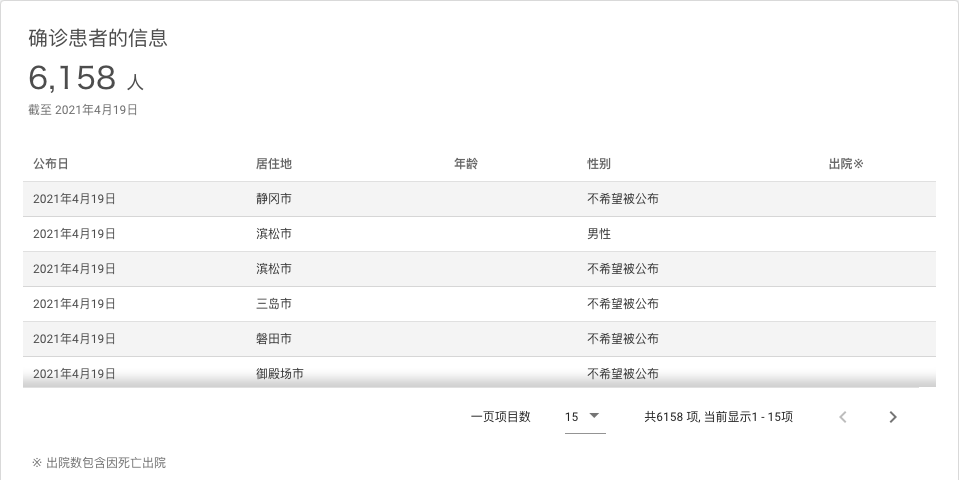 确诊患者的信息
6,158 人
截至 2021年4月19日
公布日 居住地 年龄 性别 出院※
2021年4月19日 静冈市 不希望被公布
2021年4月19日 滨松市 男性
2021年4月19日 滨松市 不希望被公布
2021年4月19日 三岛市 不希望被公布
2021年4月19日 磐田市 不希望被公布
2021年4月19日 御殿场市 不希望被公布
一页项目数 15 共6158 项, 当前显示1 - 15项
※ 出院数包含因死亡出院